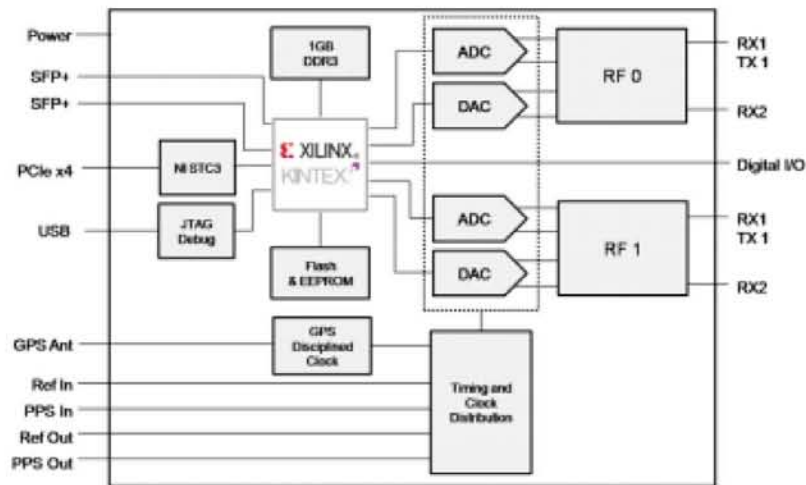 Power
SFP+
SFP+
PCIe x4
USB
GPS Ant
Ref In
PPS In
Ref Out
PPS Out
1GB
DDR3
NI STC3
JTAG
Debug
XILINX
KINTEX
Flash
& EEPROM
GPS
Disciplined
Clock
ADC
DAC
ADC
DAC
Timing and
Clock
Distribution
RF 0
RF 1
RX1
TX 1
RX2
Digital I/O
RX1
TX 1
RX2